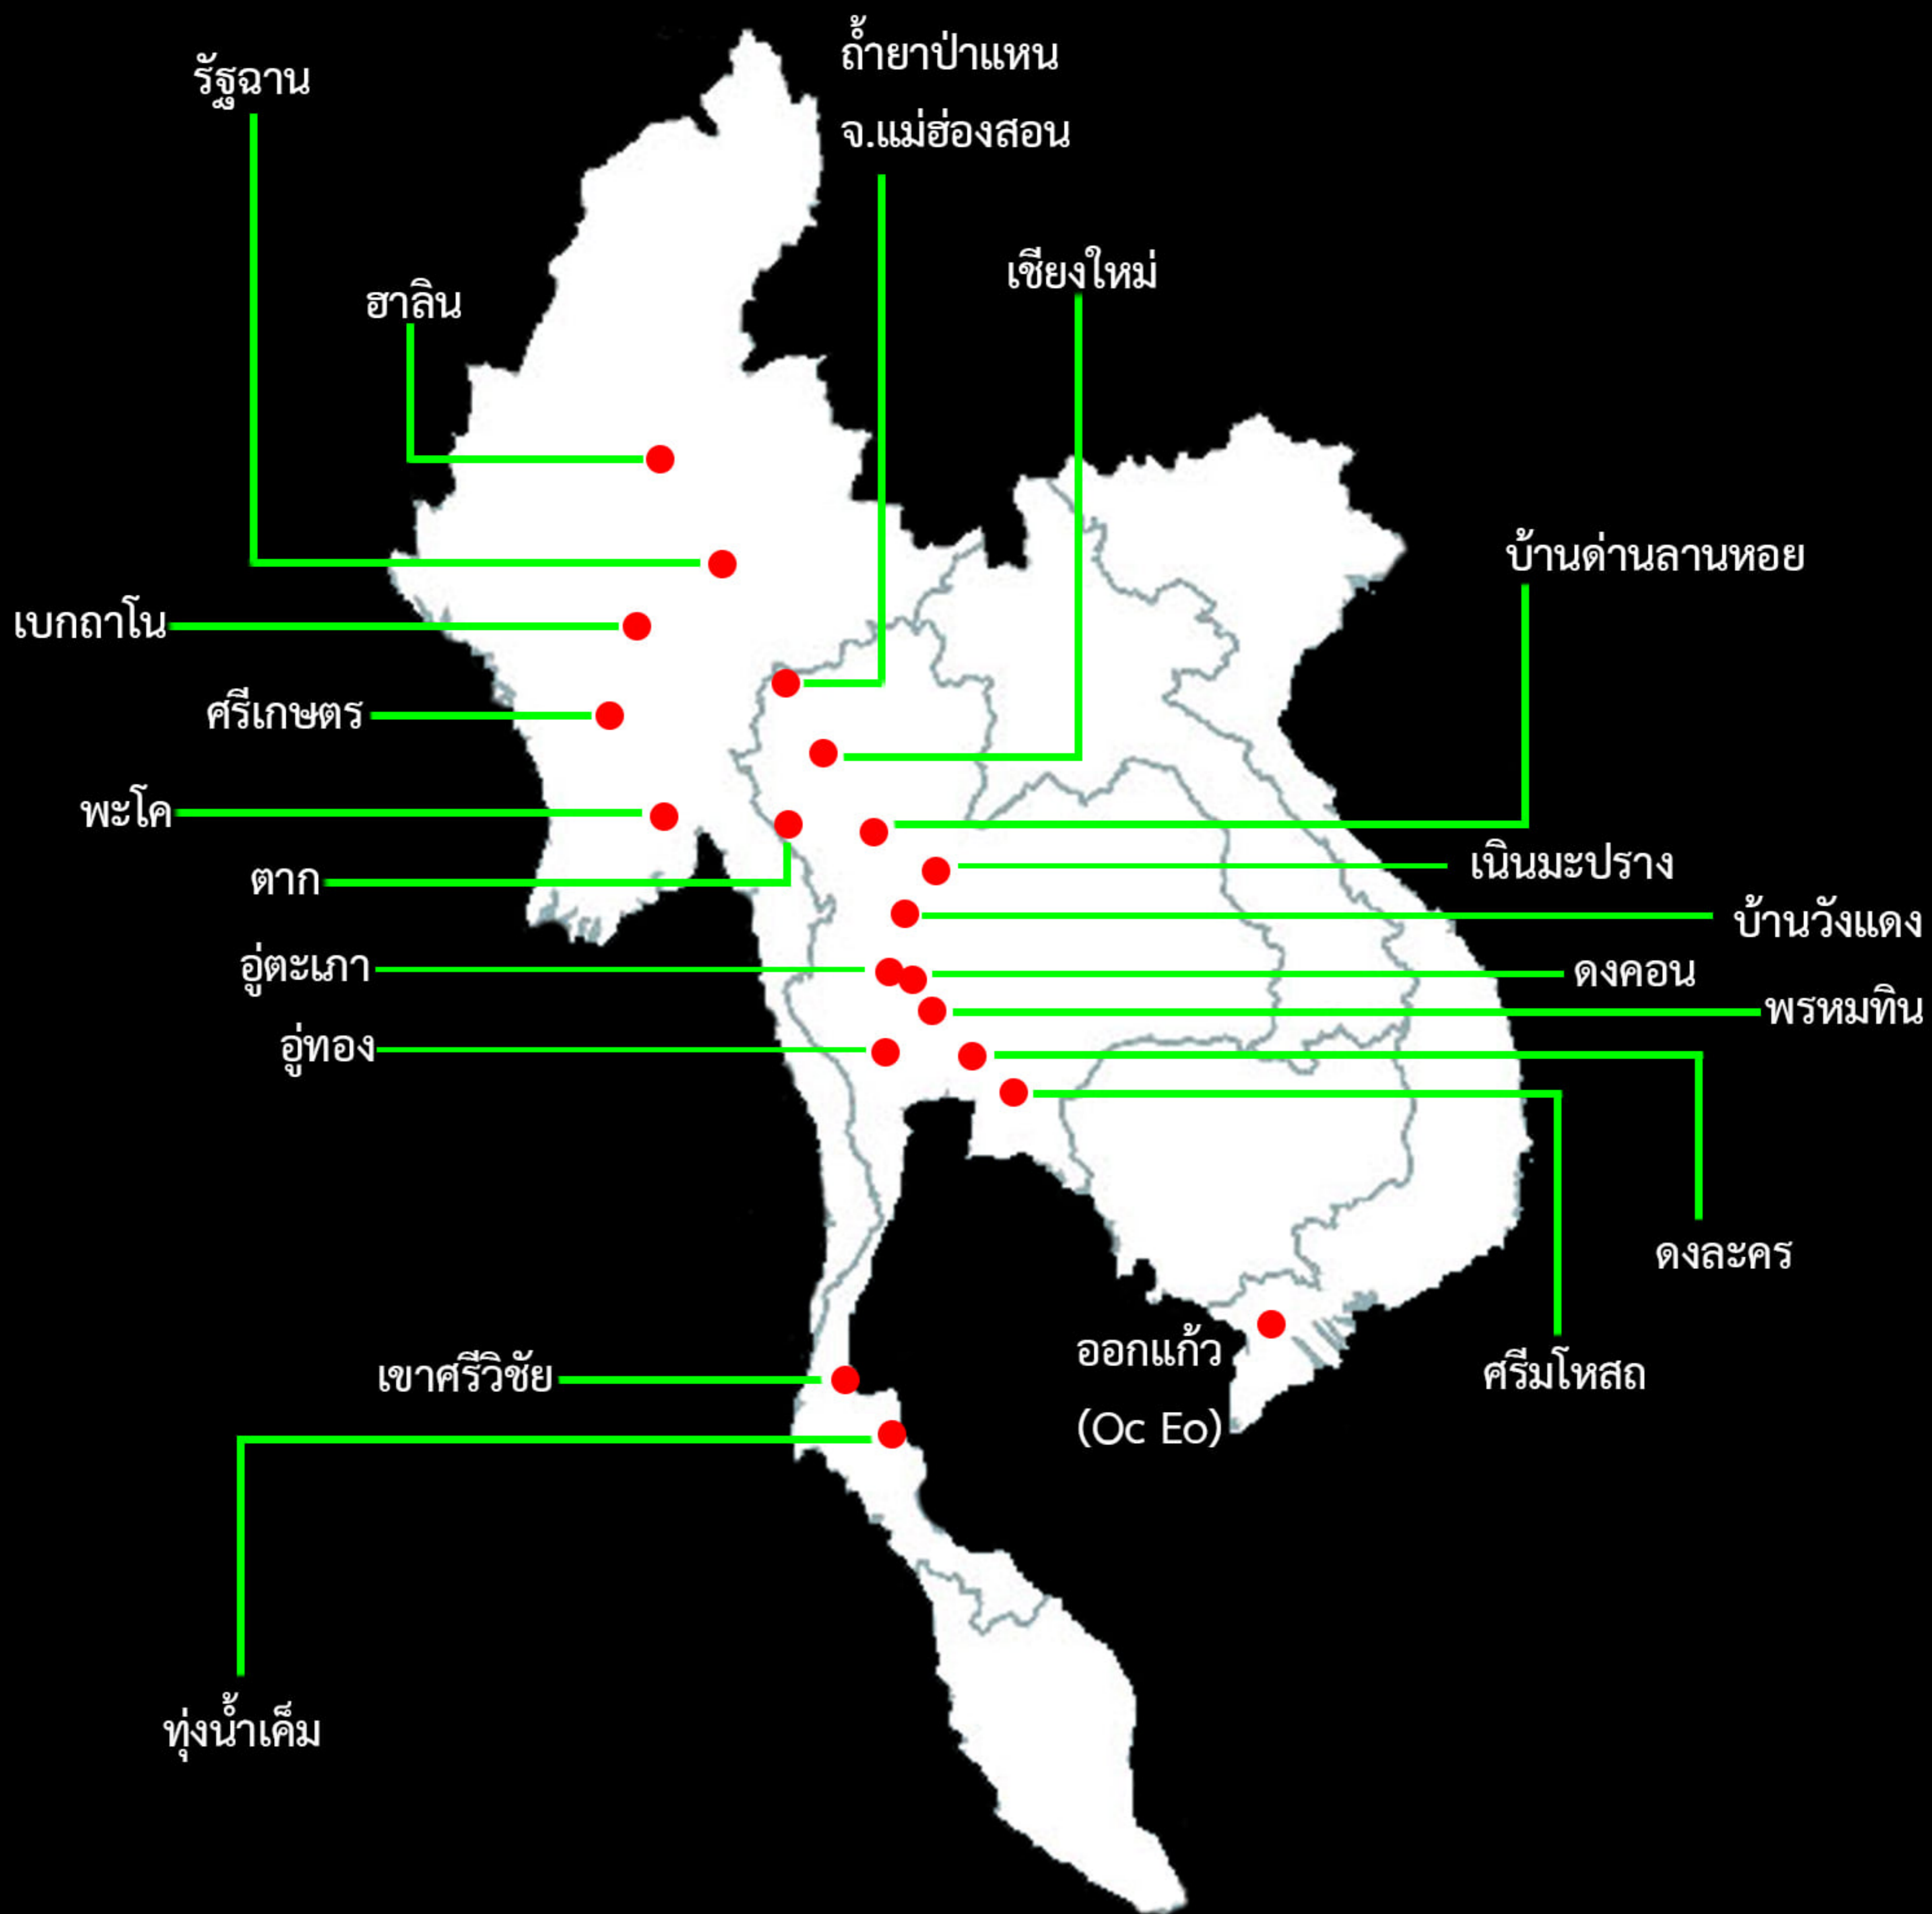 ถ้ำยาป่าแหน
จ.แม่ฮ่องสอน
รัฐฉาน
เชียงใหม่
ฮาลิน
บ้านด่านลานหอย
เบกถาโน
ศรีเกษตร
พะโค
เนินมะปราง
ตาก
บ้านวังแดง
อู่ตะเภา
ดงคอน
พรหมทิน
อู่ทอง
ดงละคร
ออกแก้ว
(Oc Eo)
เขาศรีวิชัย
ศรีมโหสถ
ทุ่งน้ำเค็ม